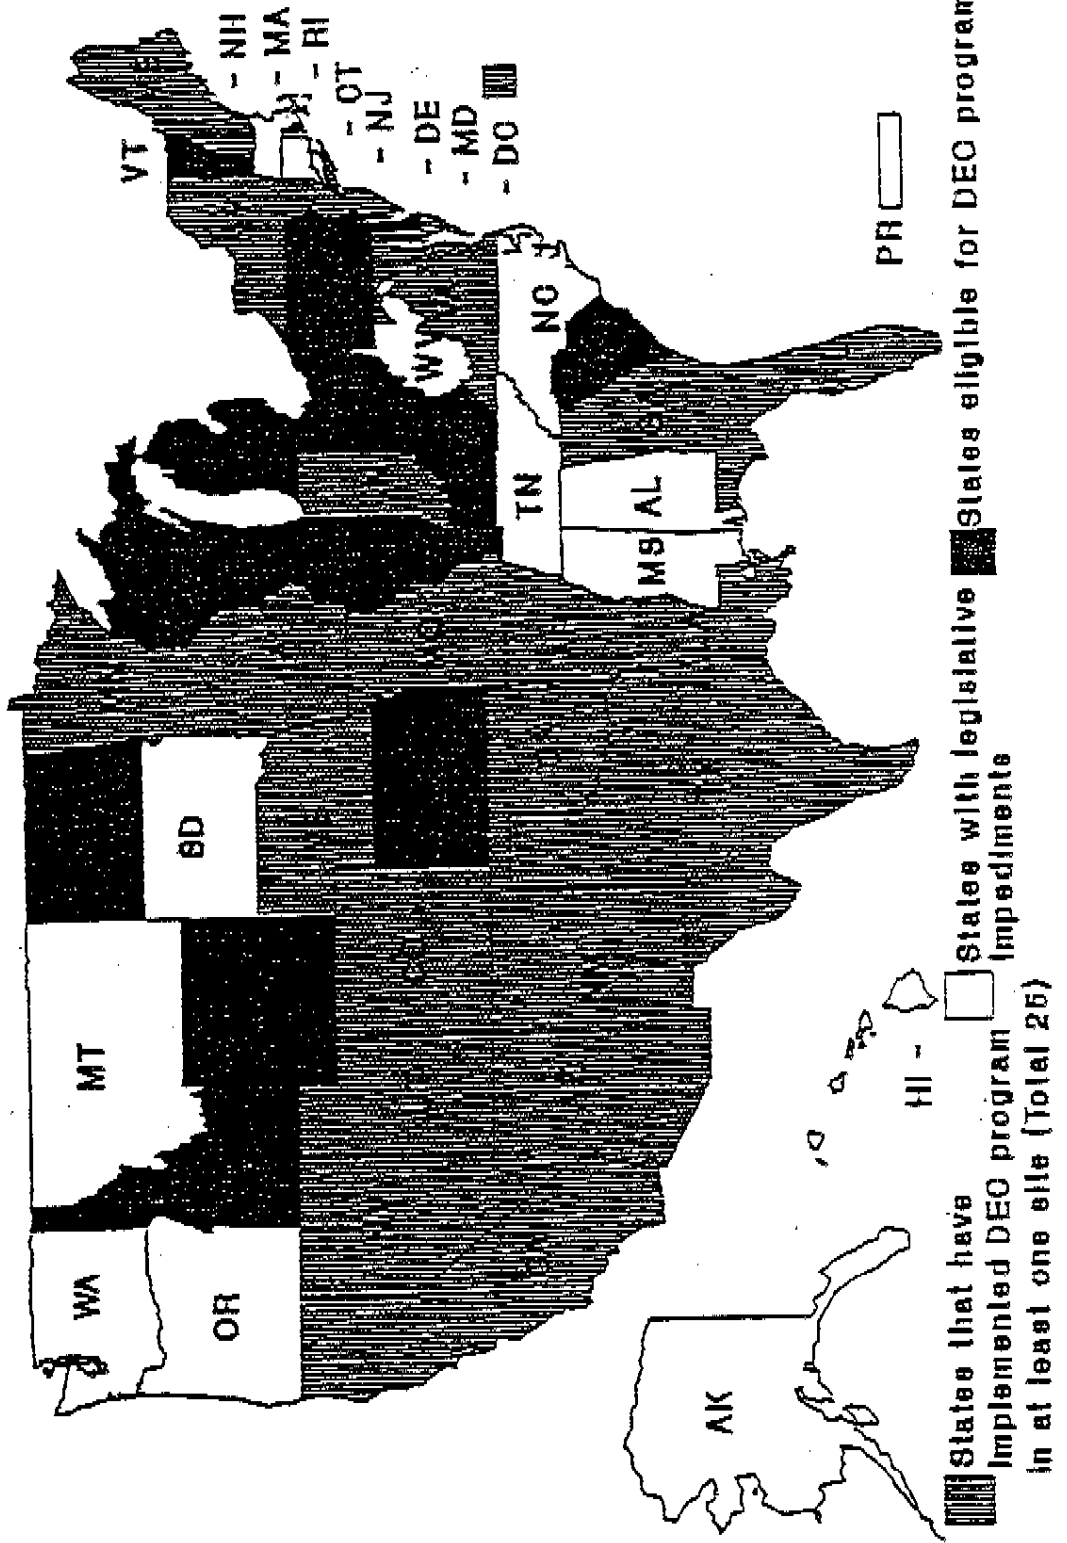 WA
MT
OR
SD
VT
- NH
- MA
- RI
- CT
- NJ
- DE
- MD
- DC
WV
NC
TN
MS
AL
AK
HI -
PR
States that have
Implemented DEO program
in at least one site (Total 25)
States with legislative
Impediments
States eligible for DEO program